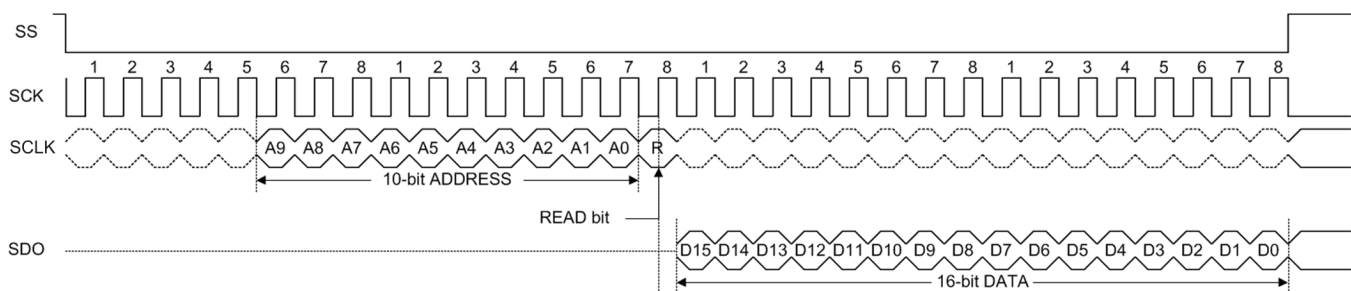 SS
1 2 3 4 5 6 7 8 1 2 3 4 5 6 7 8 1 2 3 4 5 6 7 8 1 2 3 4 5 6 7 8
SCK
SCLK A9 A8 A7 A6 A5 A4 A3 A2 A1 A0 R
10-bit ADDRESS
READ bit
SDO D15 D14 D13 D12 D11 D10 D9 D8 D7 D6 D5 D4 D3 D2 D1 D0
16-bit DATA